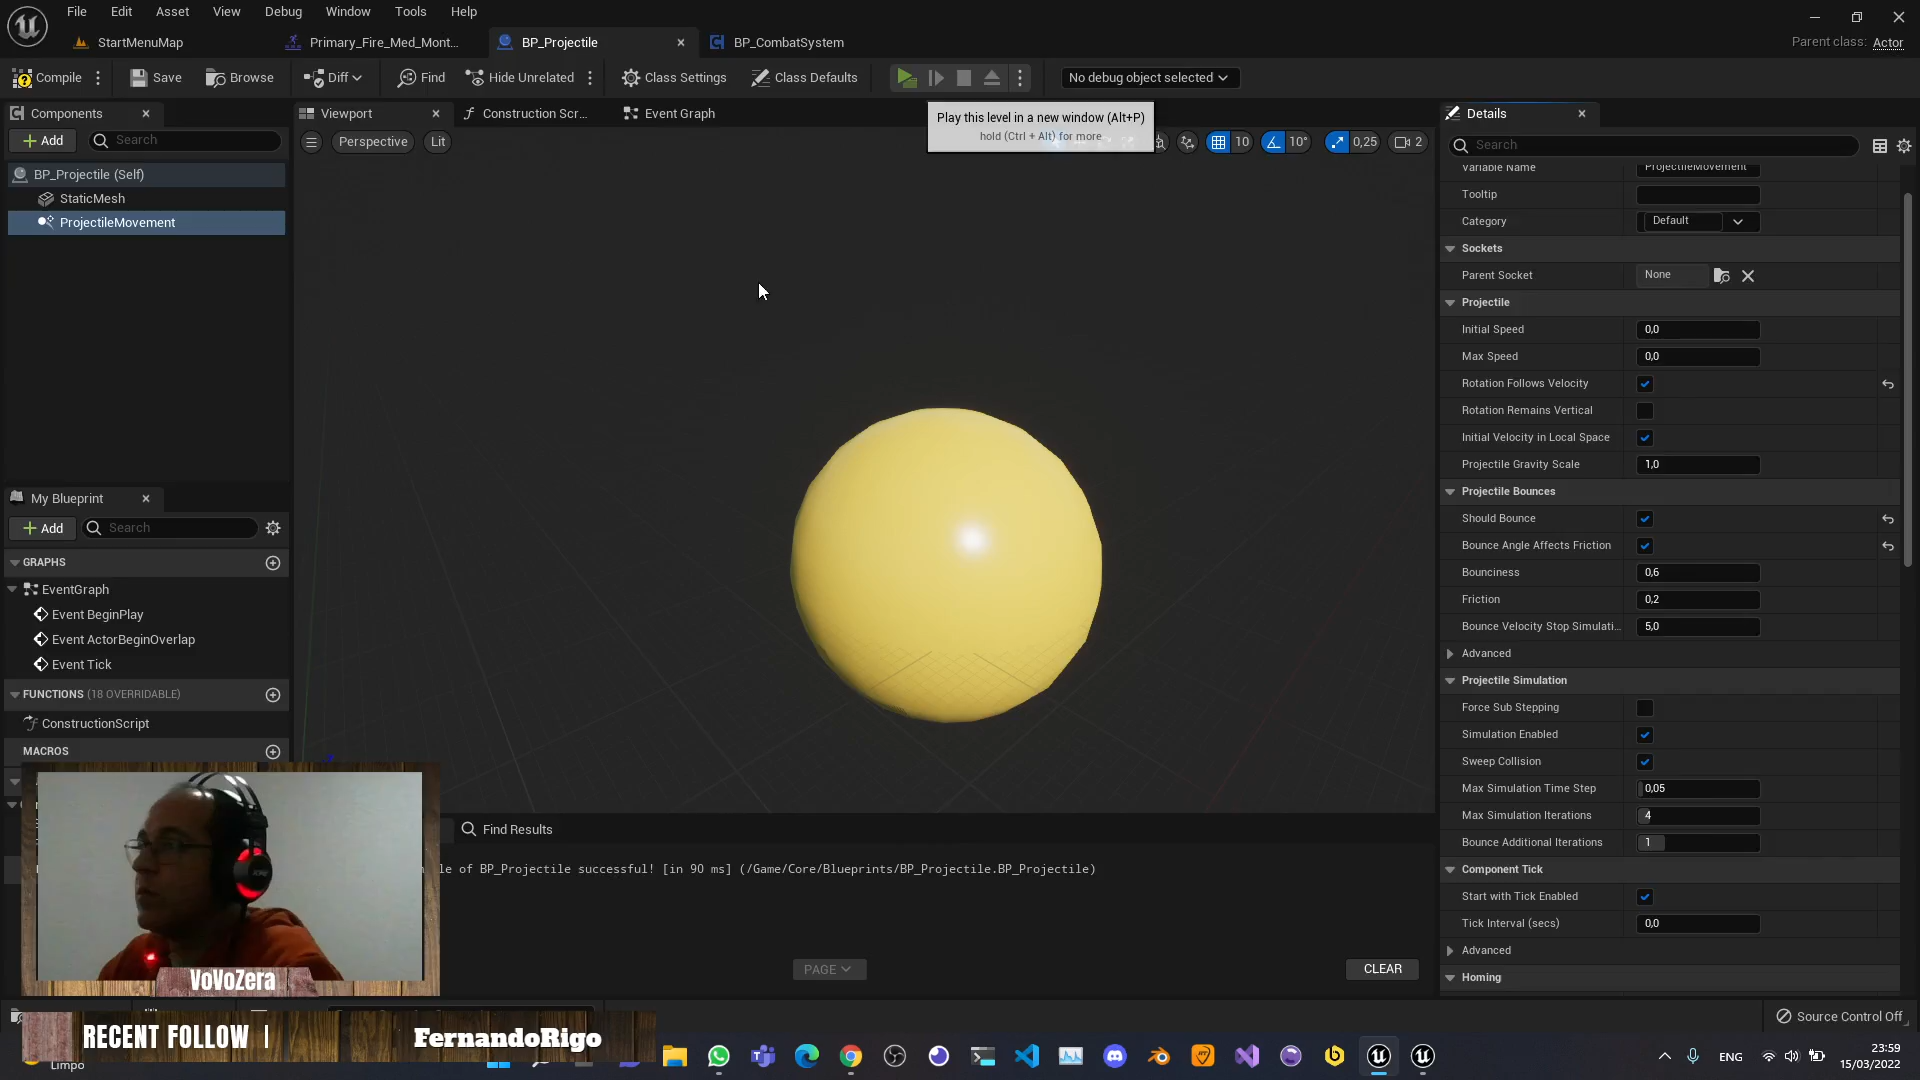 File Edit Asset View Debug Window Tools Help
StartMenuMap
Primary_Fire_Med_Mont...
BP_Projectile
BP_CombatSystem
Parent class: Actor
Compile
Save
Browse
Diff
Find
Hide Unrelated
Class Settings
Class Defaults
No debug object selected
Components
Add
Search
BP_Projectile (Self)
StaticMesh
ProjectileMovement
My Blueprint
Add
Search
GRAPHS
EventGraph
Event BeginPlay
Event ActorBeginOverlap
Event Tick
FUNCTIONS (18 OVERRIDABLE)
ConstructionScript
MACROS
Viewport
Construction Scr...
Event Graph
Play this level in a new window (Alt+P)
hold (Ctrl + Alt) for more
Perspective
Lit
10
10°
0,25
2
Find Results
le of BP_Projectile successful! [in 90 ms] (/Game/Core/Blueprints/BP_Projectile.BP_Projectile)
PAGE
CLEAR
Details
Search
Variable Name ProjectileMovement
Tooltip
Category Default
Sockets
Parent Socket None
Projectile
Initial Speed 0,0
Max Speed 0,0
Rotation Follows Velocity
Rotation Remains Vertical
Initial Velocity in Local Space
Projectile Gravity Scale 1,0
Projectile Bounces
Should Bounce
Bounce Angle Affects Friction
Bounciness 0,6
Friction 0,2
Bounce Velocity Stop Simulati... 5,0
Advanced
Projectile Simulation
Force Sub Stepping
Simulation Enabled
Sweep Collision
Max Simulation Time Step 0,05
Max Simulation Iterations 4
Bounce Additional Iterations 1
Component Tick
Start with Tick Enabled
Tick Interval (secs) 0,0
Advanced
Homing
Source Control Off
VoVoZera
RECENT FOLLOW |
FernandoRigo
Limpo
ENG
23:59
15/03/2022